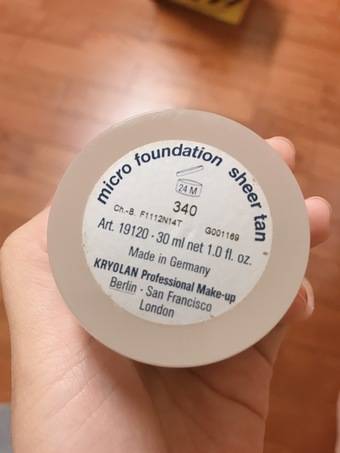 micro foundation sheer tan
24 M
340
Ch.-B. F1112N14T G001169
Art. 19120 - 30 ml net 1.0 fl. oz.
Made in Germany
KRYOLAN Professional Make-up
Berlin - San Francisco
London